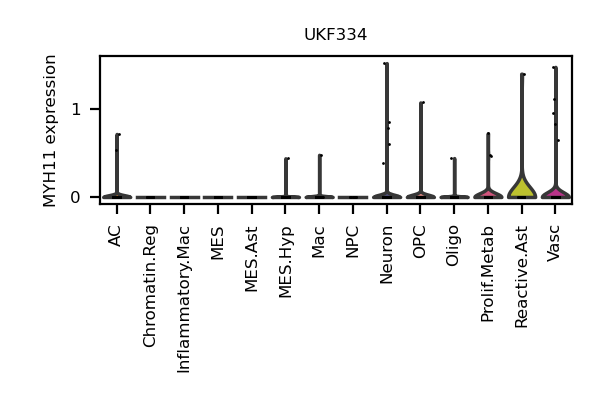 UKF334
MYH11 expression
1
0
AC
Chromatin.Reg
Inflammatory.Mac
MES
MES.Ast
MES.Hyp
Mac
NPC
Neuron
OPC
Oligo
Prolif.Metab
Reactive.Ast
Vasc